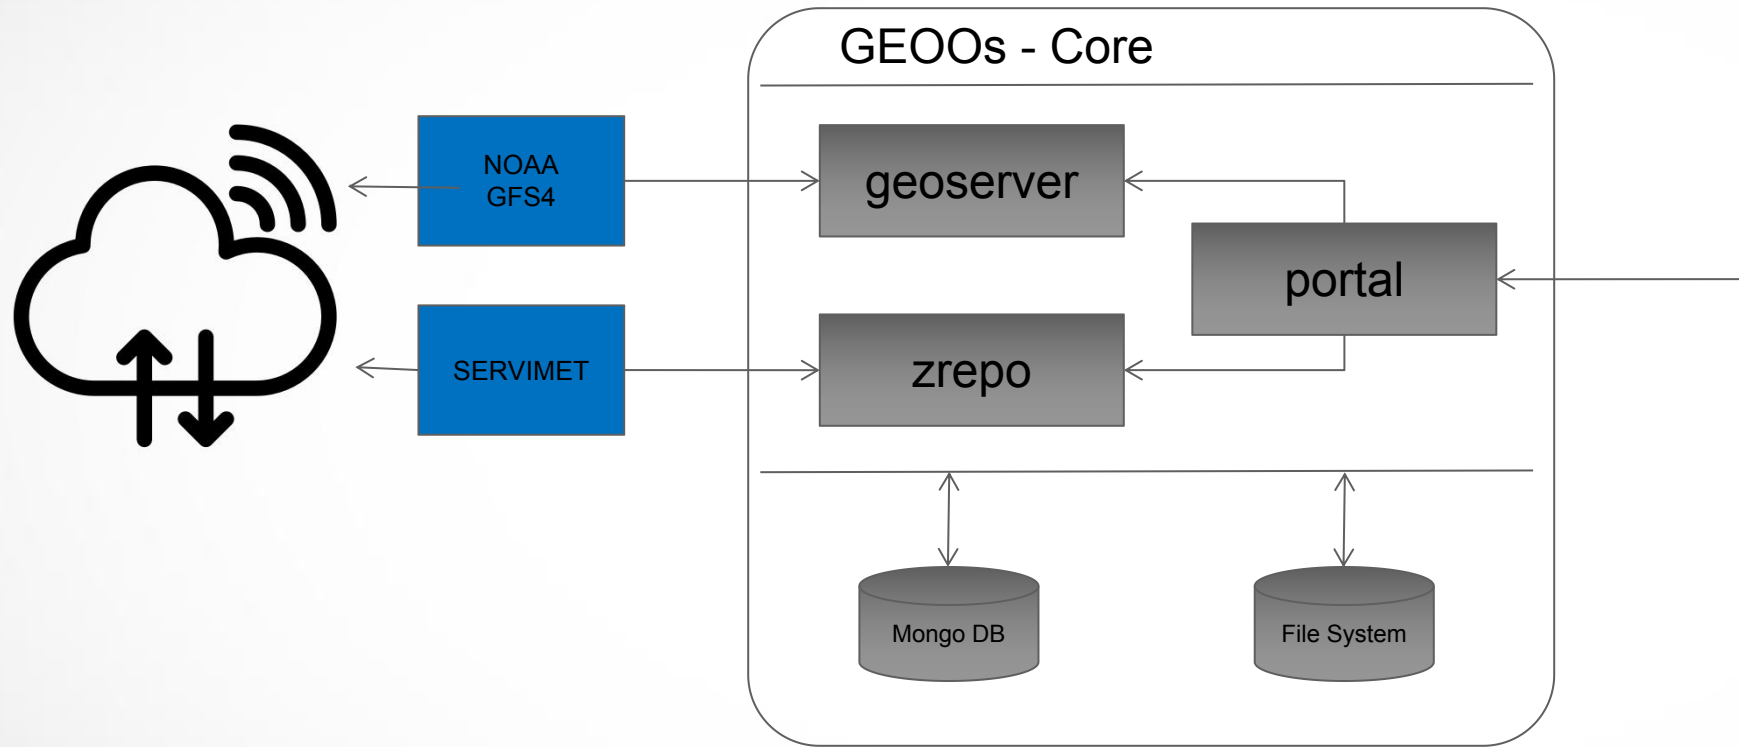 GEOOs - Core
NOAA
GFS4
geoserver
portal
SERVIMET
zrepo
Mongo DB
File System